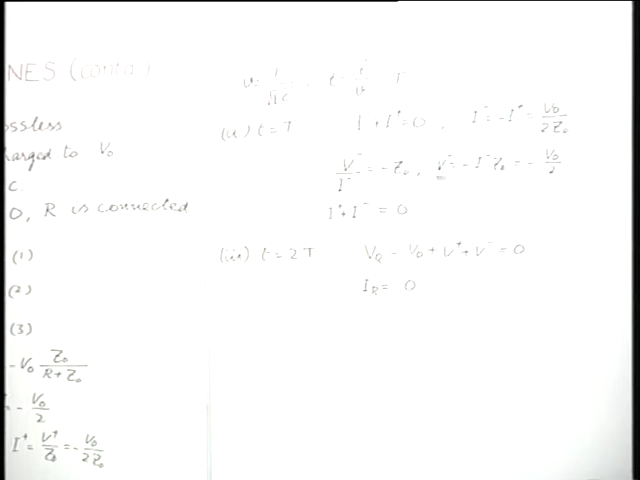 NES (contd.)
ossless
harged to V₀
C.
0, R is connected
(1)
(2)
(3)
-V₀ Z₀/(R+Z₀)
- V₀/2
I⁺ = V⁺/Z₀ = - V₀/2Z₀
(ii) t = T I⁻+I⁺=0, I⁻=-I⁺= V₀/2Z₀
V⁻/I⁻ = -Z₀, V⁻=-I⁻Z₀ = - V₀/2
I⁺+I⁻ = 0
(iii) t = 2T V_R = V₀+V⁺+V⁻=0
I_R = 0